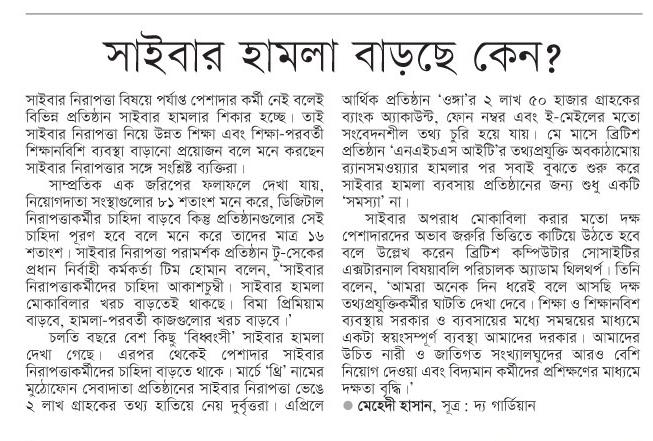 সাইবার হামলা বাড়ছে কেন?
সাইবার নিরাপত্তা বিষয়ে পর্যাপ্ত পেশাদার কর্মী নেই বলেই
বিভিন্ন প্রতিষ্ঠান সাইবার হামলার শিকার হচ্ছে। তাই
সাইবার নিরাপত্তা নিয়ে উন্নত শিক্ষা এবং শিক্ষা-পরবর্তী
শিক্ষানবিশি ব্যবস্থা বাড়ানো প্রয়োজন বলে মনে করছেন
সাইবার নিরাপত্তার সঙ্গে সংশ্লিষ্ট ব্যক্তিরা।
সাম্প্রতিক এক জরিপের ফলাফলে দেখা যায়,
নিয়োগদাতা সংস্থাগুলোর ৮১ শতাংশ মনে করে, ডিজিটাল
নিরাপত্তাকর্মীর চাহিদা বাড়বে কিন্তু প্রতিষ্ঠানগুলোর সেই
চাহিদা পূরণ হবে বলে মনে করে তাদের মাত্র ১৬
শতাংশ। সাইবার নিরাপত্তা পরামর্শক প্রতিষ্ঠান টু-সেকের
প্রধান নির্বাহী কর্মকর্তা টিম হোমান বলেন, ‘সাইবার
নিরাপত্তাকর্মীদের চাহিদা আকাশচুম্বী। সাইবার হামলা
মোকাবিলার খরচ বাড়তেই থাকছে। বিমা প্রিমিয়াম
বাড়বে, হামলা-পরবর্তী কাজগুলোর খরচ বাড়বে।’
চলতি বছরে বেশ কিছু ‘বিধ্বংসী’ সাইবার হামলা
দেখা গেছে। এরপর থেকেই পেশাদার সাইবার
নিরাপত্তাকর্মীদের চাহিদা বাড়তে থাকে। মার্চে ‘থ্রি’ নামের
মুঠোফোন সেবাদাতা প্রতিষ্ঠানের সাইবার নিরাপত্তা ভেঙে
২ লাখ গ্রাহকের তথ্য হাতিয়ে নেয় দুর্বৃত্তরা। এপ্রিলে
আর্থিক প্রতিষ্ঠান ‘ওঙ্গা’র ২ লাখ ৫০ হাজার গ্রাহকের
ব্যাংক অ্যাকাউন্ট, ফোন নম্বর এবং ই-মেইলের মতো
সংবেদনশীল তথ্য চুরি হয়ে যায়। মে মাসে ব্রিটিশ
প্রতিষ্ঠান ‘এনএইচএস আইটি’র তথ্যপ্রযুক্তি অবকাঠামোয়
র‍্যানসমওয়্যার হামলার পর সবাই বুঝতে শুরু করে
সাইবার হামলা ব্যবসায় প্রতিষ্ঠানের জন্য শুধু একটি
‘সমস্যা’ না।
সাইবার অপরাধ মোকাবিলা করার মতো দক্ষ
পেশাদারদের অভাব জরুরি ভিত্তিতে কাটিয়ে উঠতে হবে
বলে উল্লেখ করেন ব্রিটিশ কম্পিউটার সোসাইটির
এক্সটারনাল বিষয়াবলি পরিচালক অ্যাডাম থিলথর্প। তিনি
বলেন, ‘আমরা অনেক দিন ধরেই বলে আসছি দক্ষ
তথ্যপ্রযুক্তিকর্মীর ঘাটতি দেখা দেবে। শিক্ষা ও শিক্ষানবিশ
ব্যবস্থায় সরকার ও ব্যবসায়ের মধ্যে সমন্বয়ের মাধ্যমে
একটা স্বয়ংসম্পূর্ণ ব্যবস্থা আমাদের দরকার। আমাদের
উচিত নারী ও জাতিগত সংখ্যালঘুদের আরও বেশি
নিয়োগ দেওয়া এবং বিদ্যমান কর্মীদের প্রশিক্ষণের মাধ্যমে
দক্ষতা বৃদ্ধি।’
● মেহেদী হাসান, সূত্র : দ্য গার্ডিয়ান